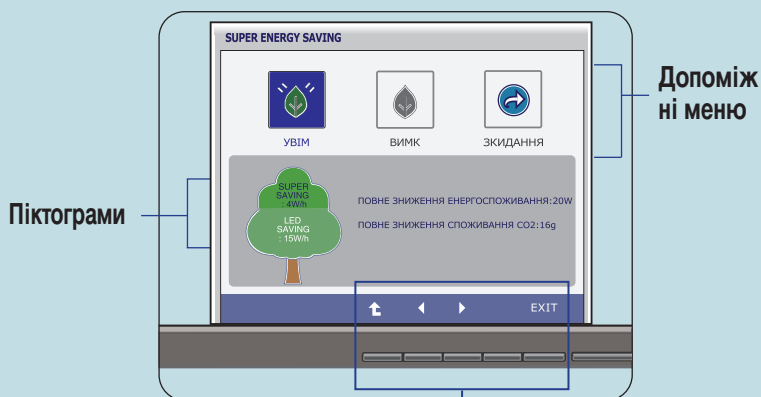 SUPER ENERGY SAVING
УВІМ
ВИМК
ЗКИДАННЯ
Допоміж
ні меню
Піктограми
SUPER
SAVING
: 4W/h
LED
SAVING
: 15W/h
ПОВНЕ ЗНИЖЕННЯ ЕНЕРГОСПОЖИВАННЯ:20W
ПОВНЕ ЗНИЖЕННЯ СПОЖИВАННЯ CO2:16g
EXIT